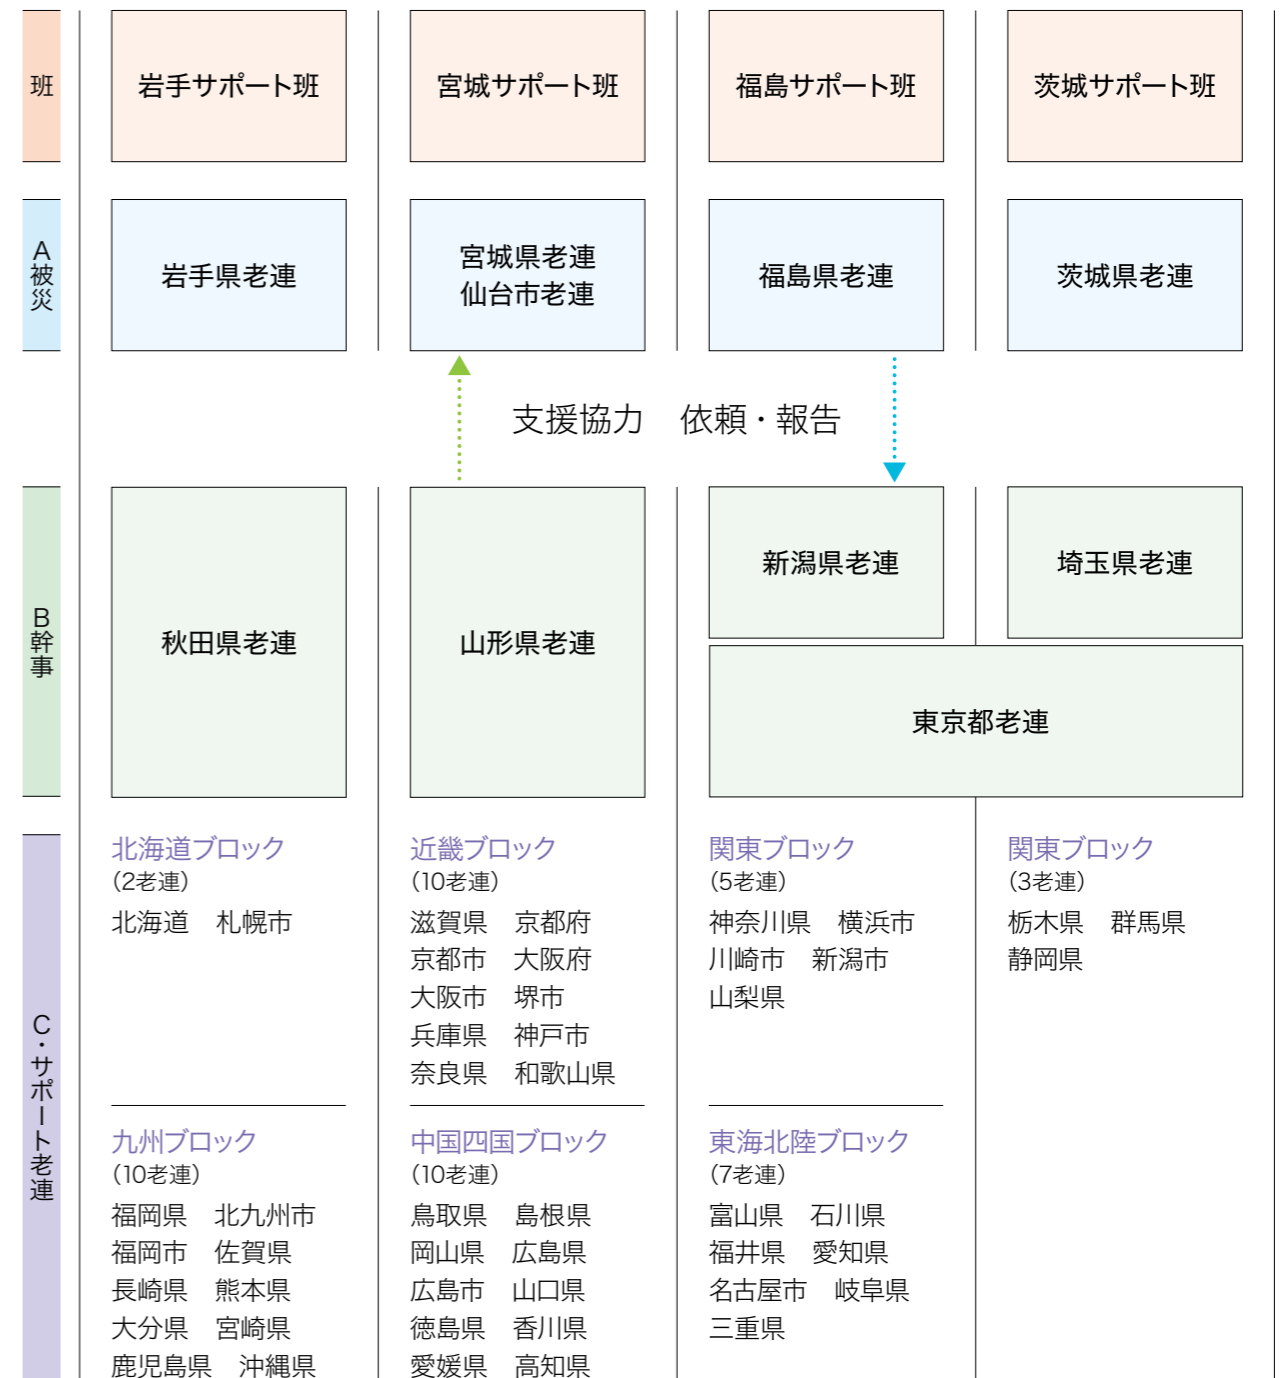 班
岩手サポート班
宮城サポート班
福島サポート班
茨城サポート班
A被災
岩手県老連
宮城県老連
仙台市老連
福島県老連
茨城県老連
支援協力　依頼・報告
B幹事
秋田県老連
山形県老連
新潟県老連
埼玉県老連
東京都老連
C・サポート老連
北海道ブロック
（2老連）
北海道　札幌市
九州ブロック
（10老連）
福岡県　北九州市
福岡市　佐賀県
長崎県　熊本県
大分県　宮崎県
鹿児島県　沖縄県
近畿ブロック
（10老連）
滋賀県　京都府
京都市　大阪府
大阪市　堺市
兵庫県　神戸市
奈良県　和歌山県
中国四国ブロック
（10老連）
鳥取県　島根県
岡山県　広島県
広島市　山口県
徳島県　香川県
愛媛県　高知県
関東ブロック
（5老連）
神奈川県　横浜市
川崎市　新潟市
山梨県
東海北陸ブロック
（7老連）
富山県　石川県
福井県　愛知県
名古屋市　岐阜県
三重県
関東ブロック
（3老連）
栃木県　群馬県
静岡県